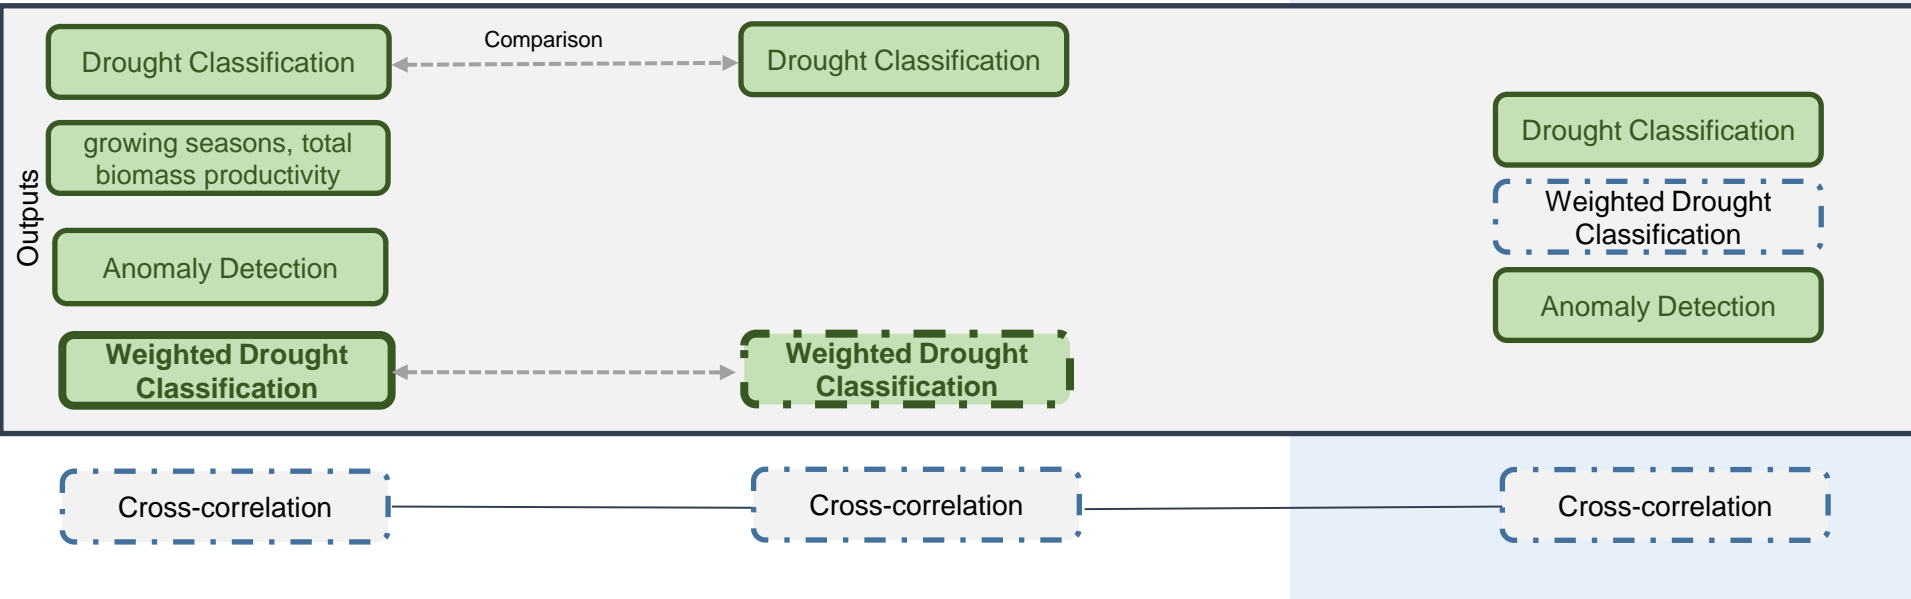 Outputs
Drought Classification
Comparison
Drought Classification
growing seasons, total
biomass productivity
Anomaly Detection
Weighted Drought
Classification
Weighted Drought
Classification
Drought Classification
Weighted Drought
Classification
Anomaly Detection
Cross-correlation
Cross-correlation
Cross-correlation